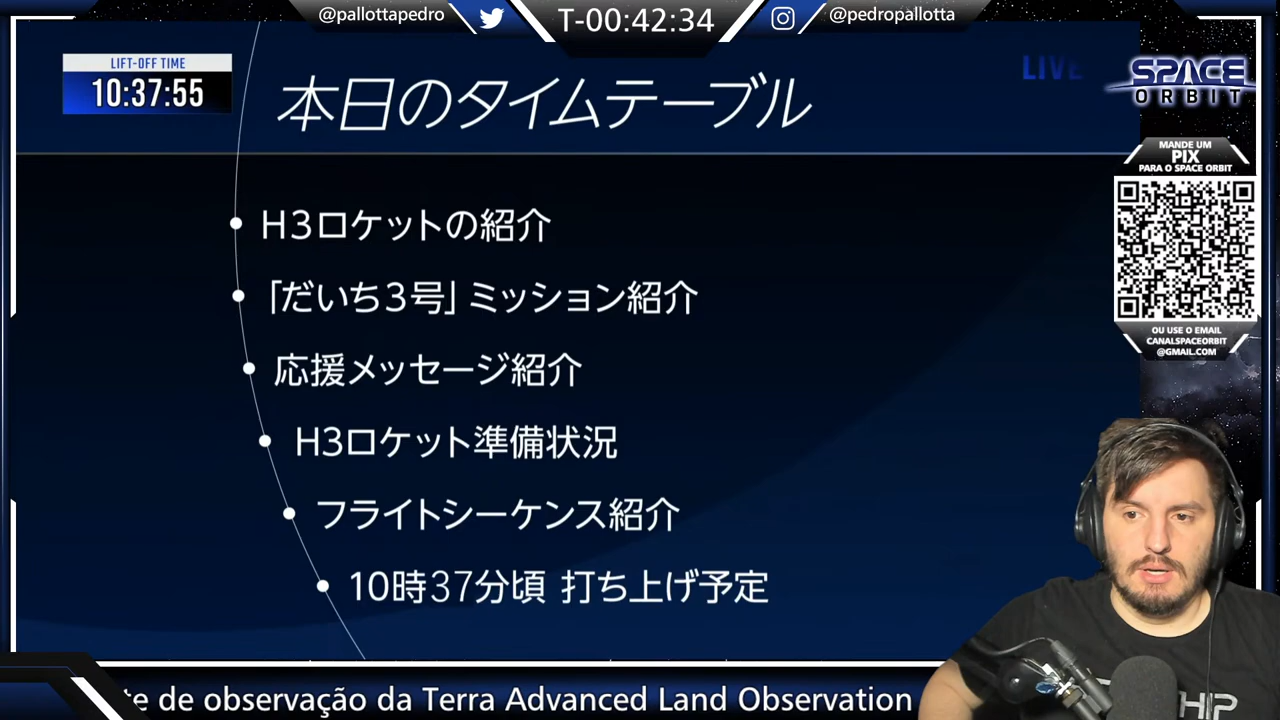 @pallottapedro
T-00:42:34
@pedropallotta
LIFT-OFF TIME
10:37:55
本日のタイムテーブル
LIVE
SPACE
ORBIT
MANDE UM
PIX
PARA O SPACE ORBIT
H3ロケットの紹介
「だいち3号」ミッション紹介
応援メッセージ紹介
H3ロケット準備状況
フライトシーケンス紹介
10時37分頃 打ち上げ予定
OU USE O EMAIL
CANALSPACEORBIT
@GMAIL.COM
te de observação da Terra Advanced Land Observation